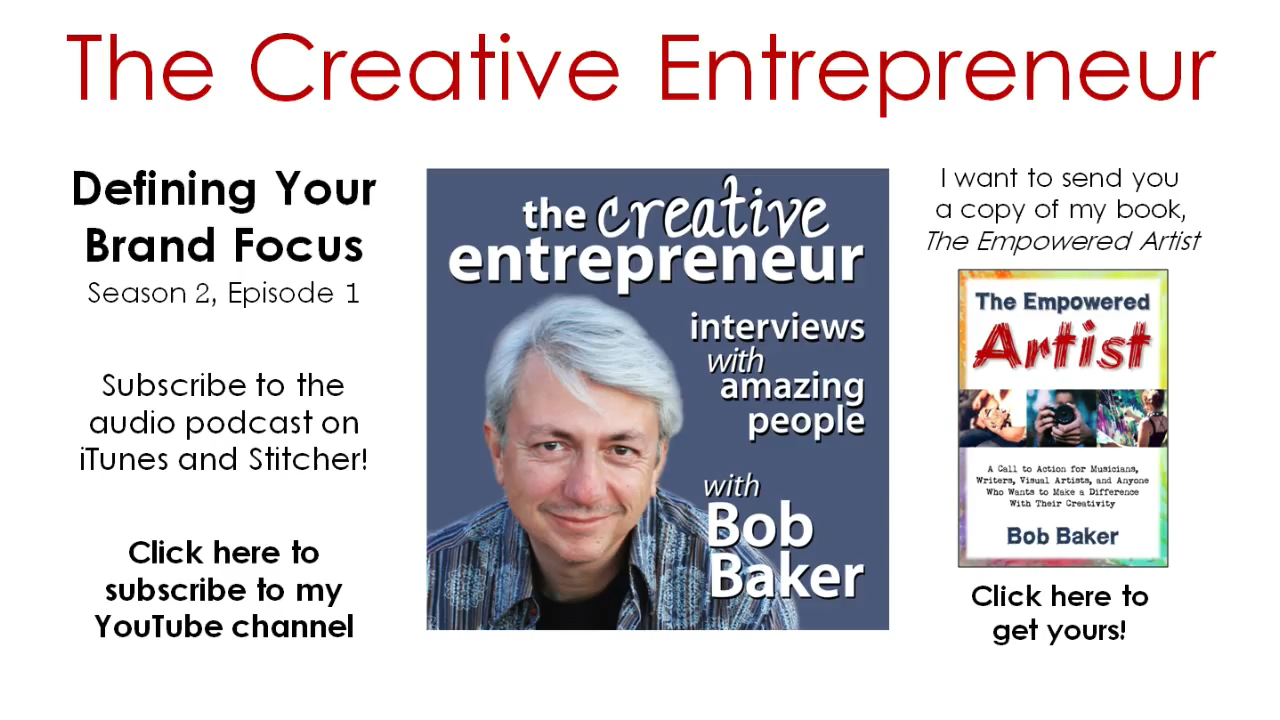 The Creative Entrepreneur
Defining Your
Brand Focus
Season 2, Episode 1
Subscribe to the
audio podcast on
iTunes and Stitcher!
Click here to
subscribe to my
YouTube channel
the creative
entrepreneur
interviews
with
amazing
people
with
Bob
Baker
I want to send you
a copy of my book,
The Empowered Artist
The Empowered
Artist
A Call to Action for Musicians,
Writers, Visual Artists, and Anyone
Who Wants to Make a Difference
With Their Creativity
Bob Baker
Click here to
get yours!